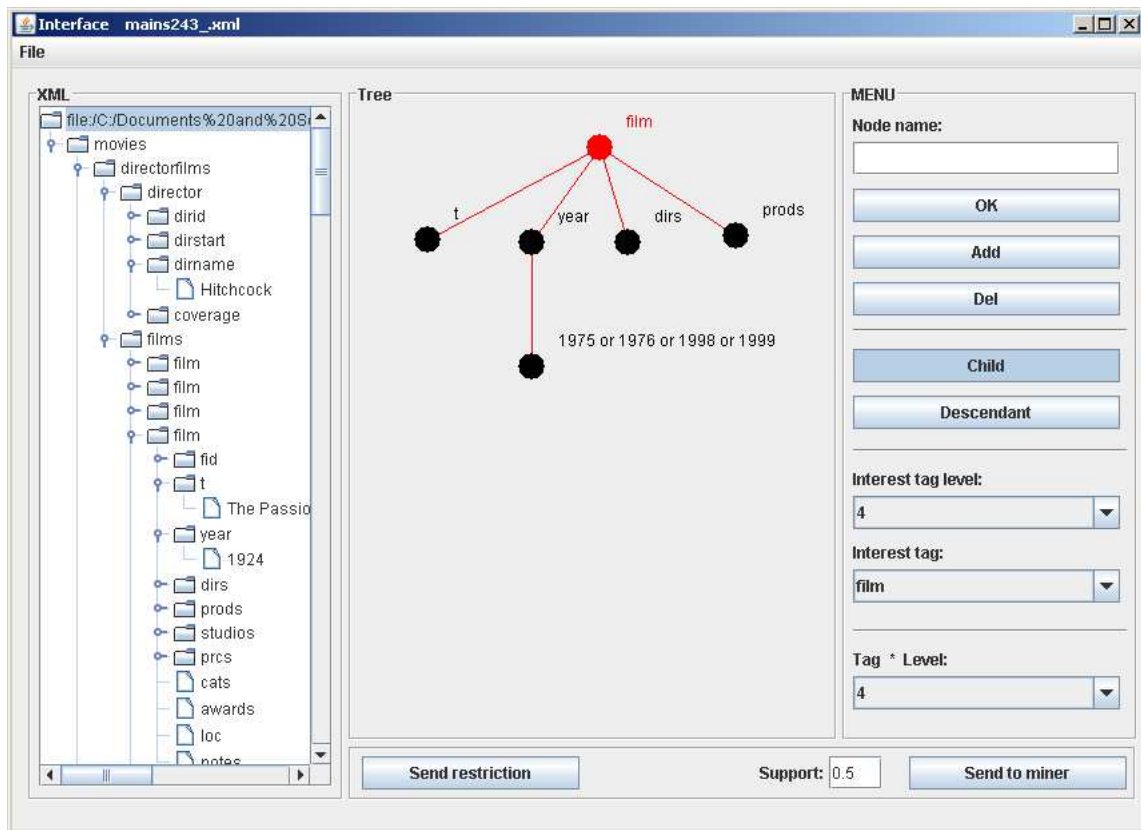 Interface mains243_.xml
File
XML
file:/C:/Documents%20and%20S
movies
directorfilms
director
dirid
dirstart
dirname
Hitchcock
coverage
films
film
film
film
film
fid
t
The Passio
year
1924
dirs
prods
studios
prcs
cats
awards
loc
notes
Tree
film
t
year
dirs
prods
1975 or 1976 or 1998 or 1999
MENU
Node name:
OK
Add
Del
Child
Descendant
Interest tag level:
4
Interest tag:
film
Tag * Level:
4
Send restriction
Support: 0.5
Send to miner